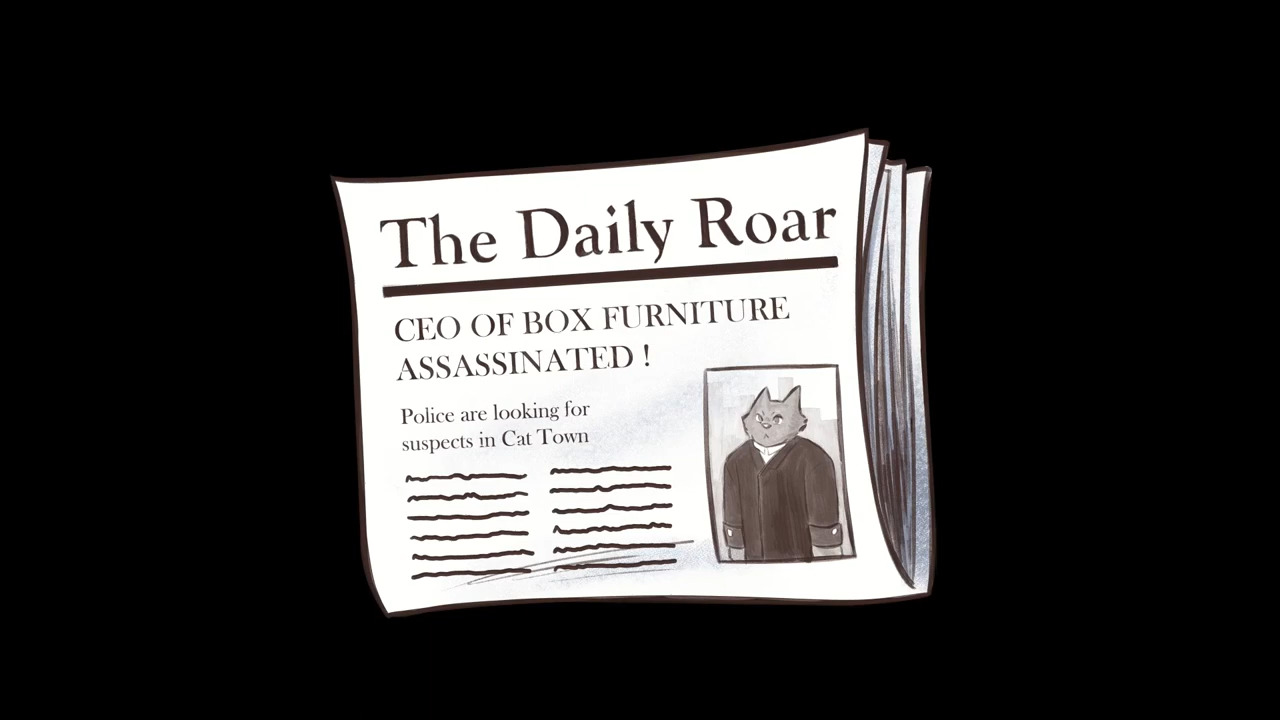 The Daily Roar
CEO OF BOX FURNITURE
ASSASSINATED !
Police are looking for
suspects in Cat Town